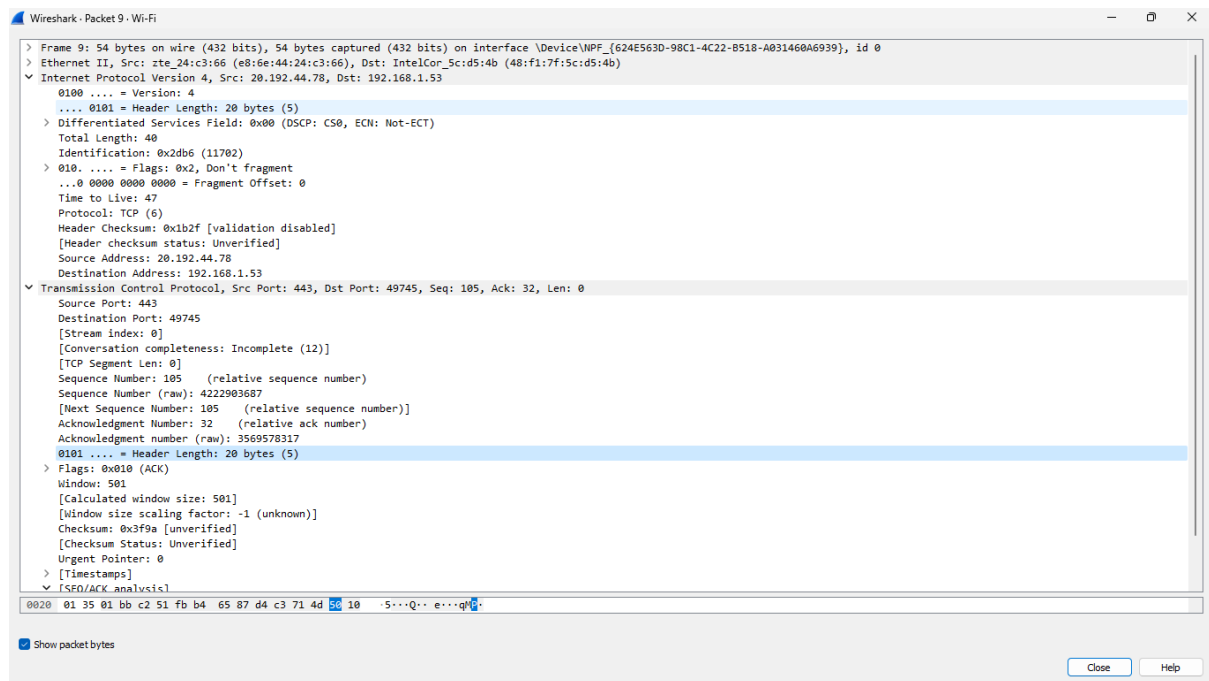 Wireshark · Packet 9 · Wi-Fi
Frame 9: 54 bytes on wire (432 bits), 54 bytes captured (432 bits) on interface \Device\NPF_{624E563D-98C1-4C22-B518-A031460A6939}, id 0
Ethernet II, Src: zte_24:c3:66 (e8:6e:44:24:c3:66), Dst: IntelCor_5c:d5:4b (48:f1:7f:5c:d5:4b)
Internet Protocol Version 4, Src: 20.192.44.78, Dst: 192.168.1.53
0100 .... = Version: 4
.... 0101 = Header Length: 20 bytes (5)
Differentiated Services Field: 0x00 (DSCP: CS0, ECN: Not-ECT)
Total Length: 40
Identification: 0x2db6 (11702)
010. .... = Flags: 0x2, Don't fragment
...0 0000 0000 0000 = Fragment Offset: 0
Time to Live: 47
Protocol: TCP (6)
Header Checksum: 0x1b2f [validation disabled]
[Header checksum status: Unverified]
Source Address: 20.192.44.78
Destination Address: 192.168.1.53
Transmission Control Protocol, Src Port: 443, Dst Port: 49745, Seq: 105, Ack: 32, Len: 0
Source Port: 443
Destination Port: 49745
[Stream index: 0]
[Conversation completeness: Incomplete (12)]
[TCP Segment Len: 0]
Sequence Number: 105 (relative sequence number)
Sequence Number (raw): 4222903687
[Next Sequence Number: 105 (relative sequence number)]
Acknowledgment Number: 32 (relative ack number)
Acknowledgment number (raw): 3569578317
0101 .... = Header Length: 20 bytes (5)
Flags: 0x010 (ACK)
Window: 501
[Calculated window size: 501]
[Window size scaling factor: -1 (unknown)]
Checksum: 0x3f9a [unverified]
[Checksum Status: Unverified]
Urgent Pointer: 0
[Timestamps]
[SEQ/ACK analysis]
0020 01 35 01 bb c2 51 fb b4 65 87 d4 c3 71 4d 50 10 ·5···Q·· e···qMP·
Show packet bytes
Close Help